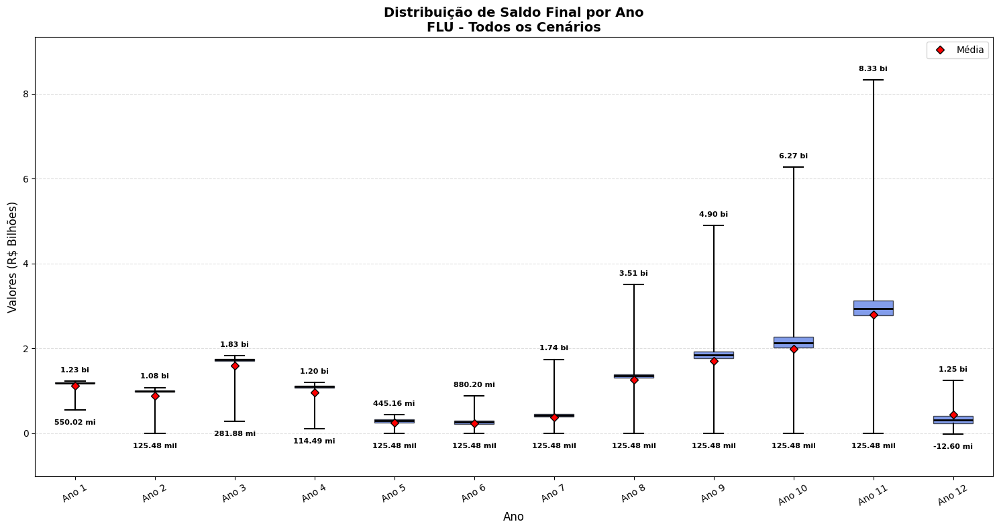 Distribuição de Saldo Final por Ano
FLU - Todos os Cenários
Média
Valores (R$ Bilhões)
8
6
4
2
0
1.23 bi
550.02 mi
1.08 bi
125.48 mil
1.83 bi
281.88 mi
1.20 bi
114.49 mi
445.16 mi
125.48 mil
880.20 mi
125.48 mil
1.74 bi
125.48 mil
3.51 bi
125.48 mil
4.90 bi
125.48 mil
6.27 bi
125.48 mil
8.33 bi
125.48 mil
1.25 bi
-12.60 mi
Ano 1
Ano 2
Ano 3
Ano 4
Ano 5
Ano 6
Ano 7
Ano 8
Ano 9
Ano 10
Ano 11
Ano 12
Ano